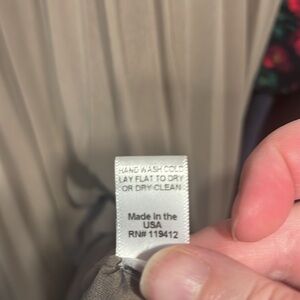 HAND WASH COLD
LAY FLAT TO DRY
OR DRY CLEAN
Made in the
USA
RN# 119412